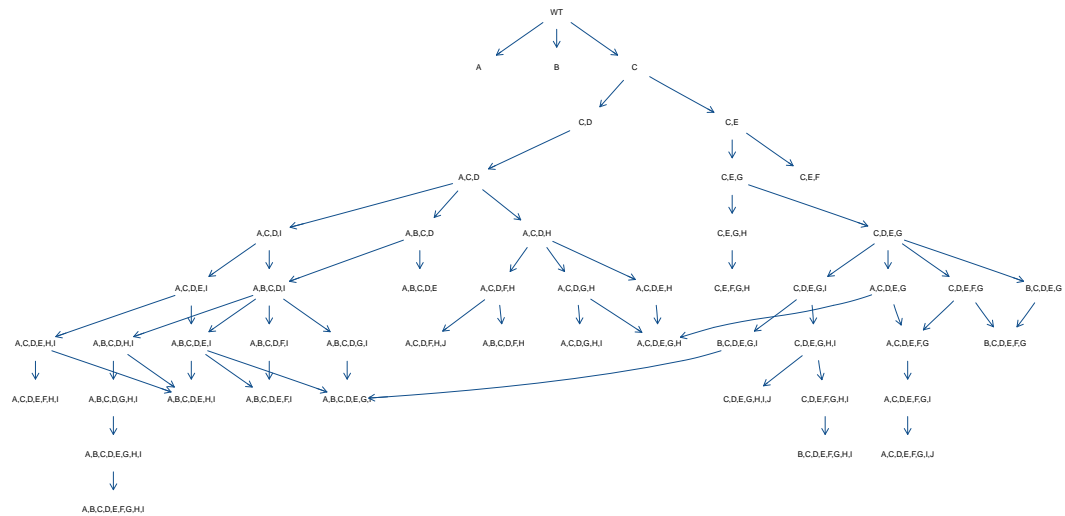 WT
A B C
C,D C,E
A,C,D C,E,G C,E,F
A,C,D,I A,B,C,D A,C,D,H C,E,G,H C,D,E,G
A,C,D,E,I A,B,C,D,I A,B,C,D,E A,C,D,F,H A,C,D,G,H A,C,D,E,H C,E,F,G,H C,D,E,G,I A,C,D,E,G C,D,E,F,G B,C,D,E,G
A,C,D,E,H,I A,B,C,D,H,I A,B,C,D,E,I A,B,C,D,F,I A,B,C,D,G,I A,C,D,F,H,J A,B,C,D,F,H A,C,D,G,H,I A,C,D,E,G,H B,C,D,E,G,I C,D,E,G,H,I A,C,D,E,F,G B,C,D,E,F,G
A,C,D,E,F,H,I A,B,C,D,G,H,I A,B,C,D,E,H,I A,B,C,D,E,F,I A,B,C,D,E,G,I C,D,E,G,H,I,J C,D,E,F,G,H,I A,C,D,E,F,G,I
A,B,C,D,E,G,H,I B,C,D,E,F,G,H,I A,C,D,E,F,G,I,J
A,B,C,D,E,F,G,H,I